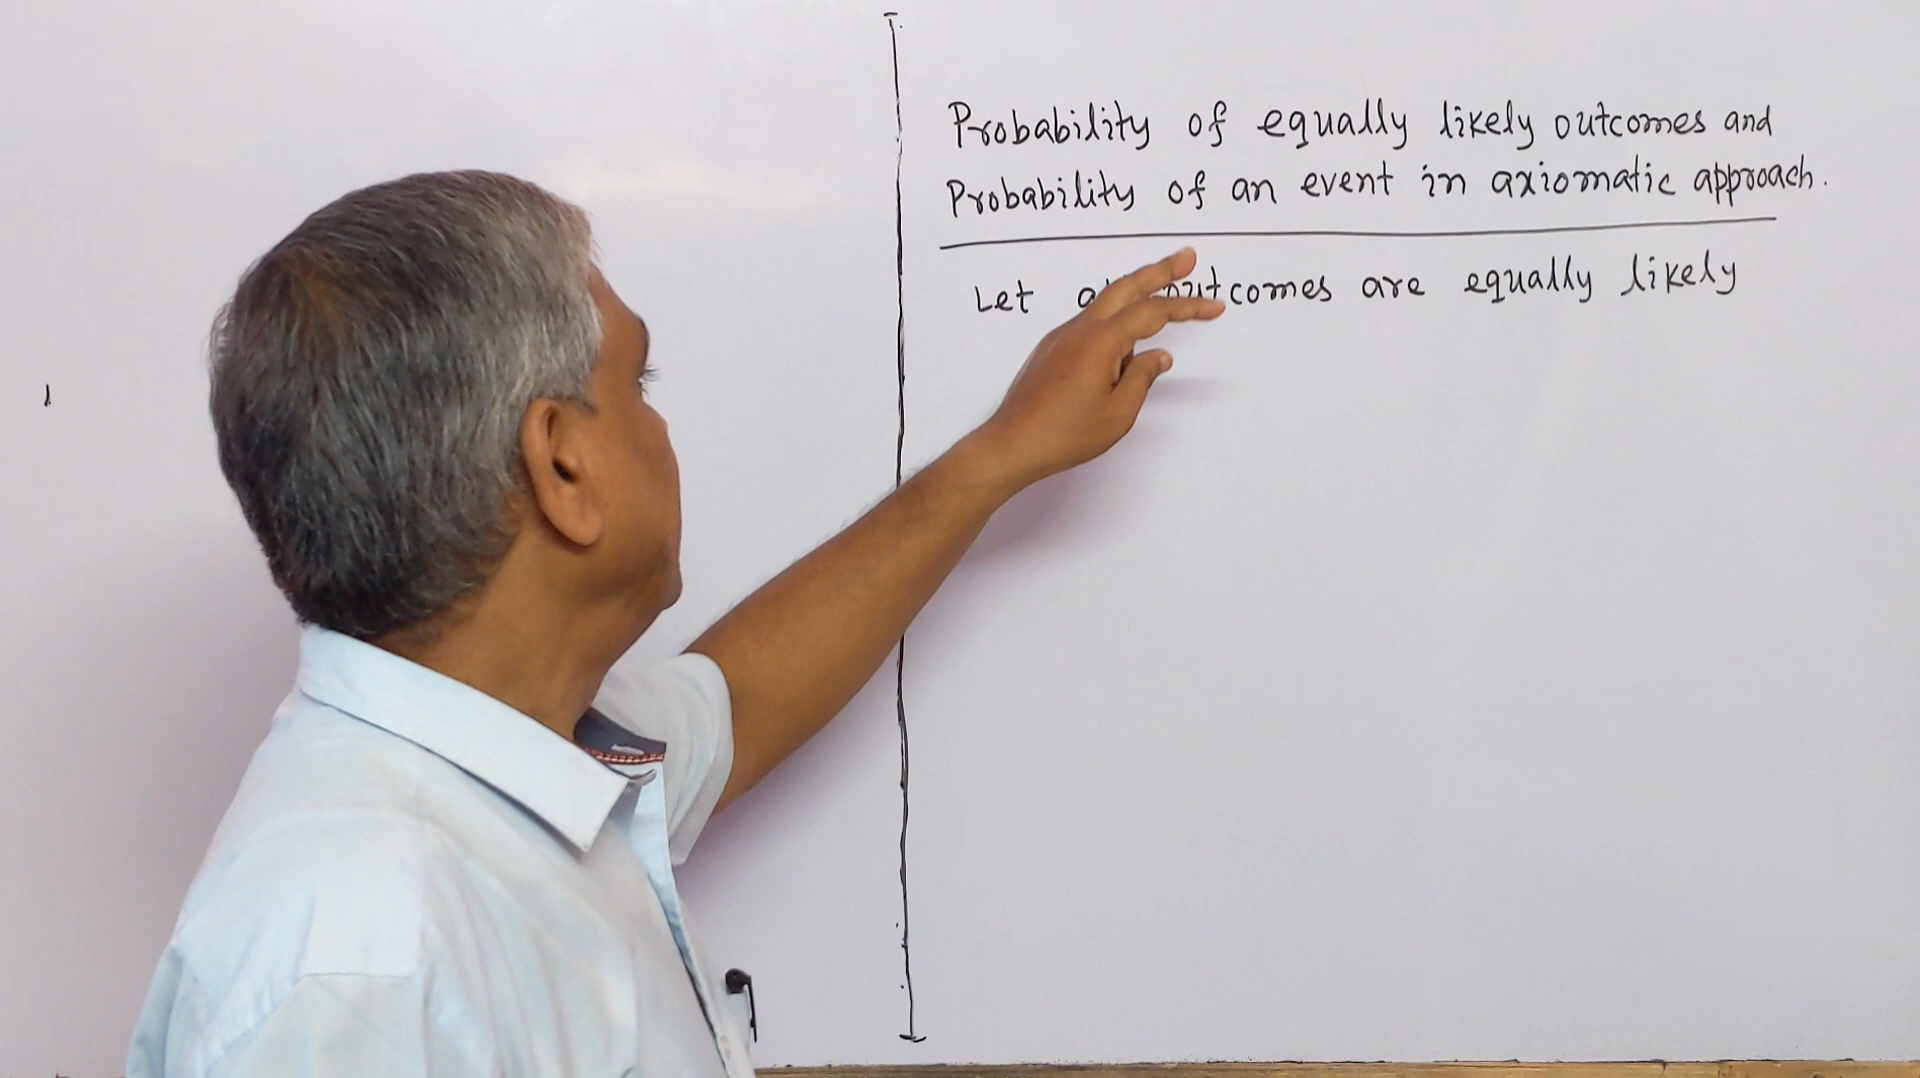 Probability of equally likely outcomes and
Probability of an event in axiomatic approach.
Let outcomes are equally likely